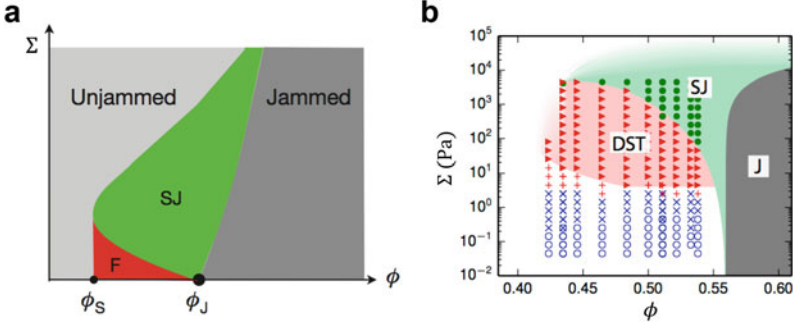 a
Σ
Unjammed
Jammed
SJ
F
ϕ
ϕS
ϕJ
b
10⁵
10⁴
10³
10²
10¹
10⁰
10⁻¹
10⁻²
Σ (Pa)
SJ
DST
J
0.40 0.45 0.50 0.55 0.60
ϕ